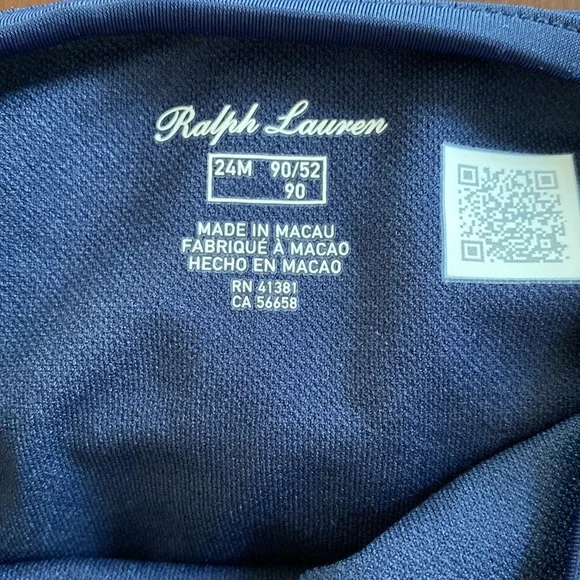 Ralph Lauren
24M 90/52
90
MADE IN MACAU
FABRIQUÉ À MACAO
HECHO EN MACAO
RN 41381
CA 56658